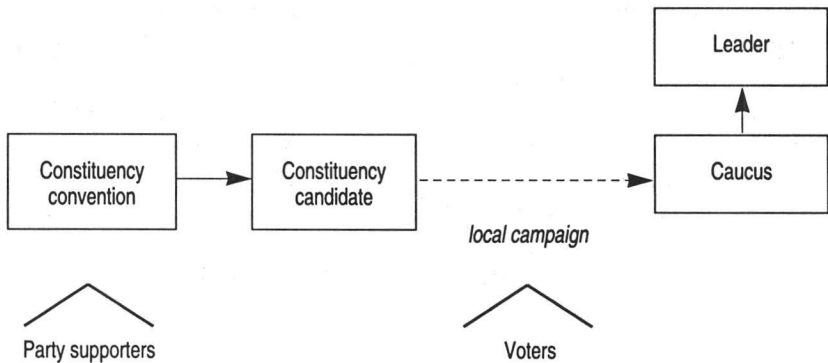 Leader
Constituency
convention
Constituency
candidate
Caucus
local campaign
Party supporters
Voters